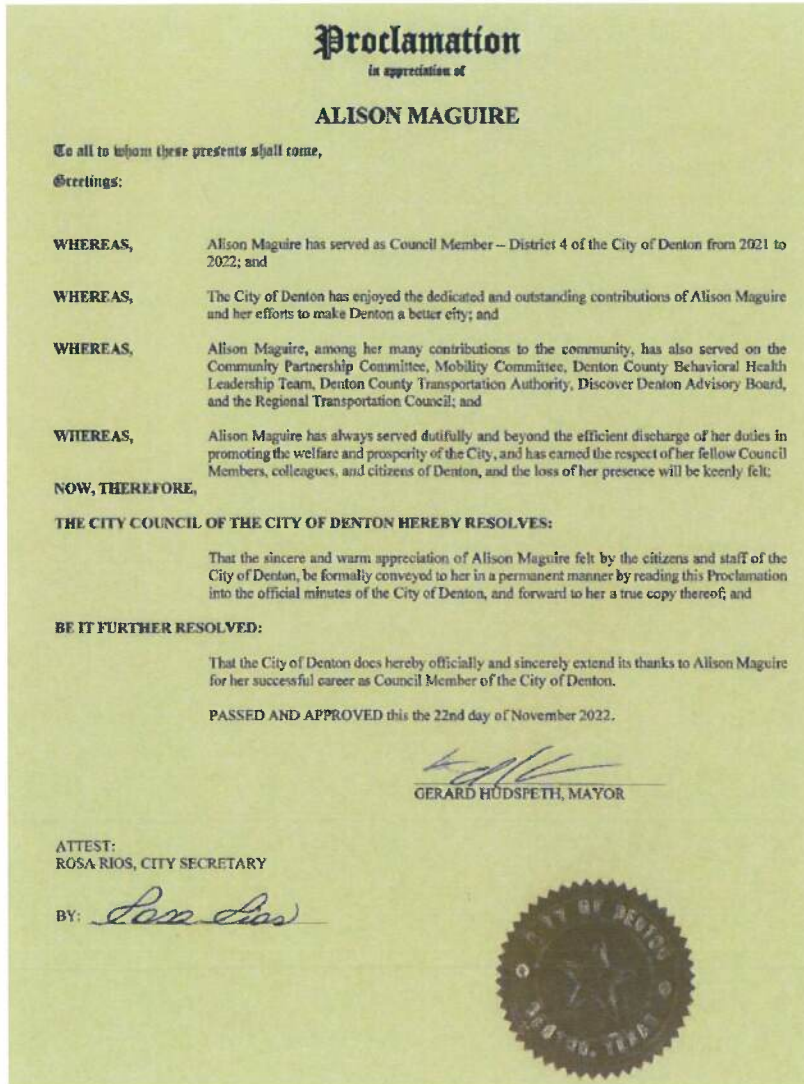 Proclamation
in appreciation of
ALISON MAGUIRE
To all to whom these presents shall come,
Greetings:
WHEREAS, Alison Maguire has served as Council Member – District 4 of the City of Denton from 2021 to
2022; and
WHEREAS, The City of Denton has enjoyed the dedicated and outstanding contributions of Alison Maguire
and her efforts to make Denton a better city; and
WHEREAS, Alison Maguire, among her many contributions to the community, has also served on the
Community Partnership Committee, Mobility Committee, Denton County Behavioral Health
Leadership Team, Denton County Transportation Authority, Discover Denton Advisory Board,
and the Regional Transportation Council; and
WHEREAS, Alison Maguire has always served dutifully and beyond the efficient discharge of her duties in
promoting the welfare and prosperity of the City, and has earned the respect of her fellow Council
Members, colleagues, and citizens of Denton, and the loss of her presence will be keenly felt;
NOW, THEREFORE,
THE CITY COUNCIL OF THE CITY OF DENTON HEREBY RESOLVES:
That the sincere and warm appreciation of Alison Maguire felt by the citizens and staff of the
City of Denton, be formally conveyed to her in a permanent manner by reading this Proclamation
into the official minutes of the City of Denton, and forward to her a true copy thereof; and
BE IT FURTHER RESOLVED:
That the City of Denton does hereby officially and sincerely extend its thanks to Alison Maguire
for her successful career as Council Member of the City of Denton.
PASSED AND APPROVED this the 22nd day of November 2022.
GERARD HUDSPETH, MAYOR
ATTEST:
ROSA RIOS, CITY SECRETARY
BY: Rosa Rios
CITY OF DENTON
DENTON, TEXAS